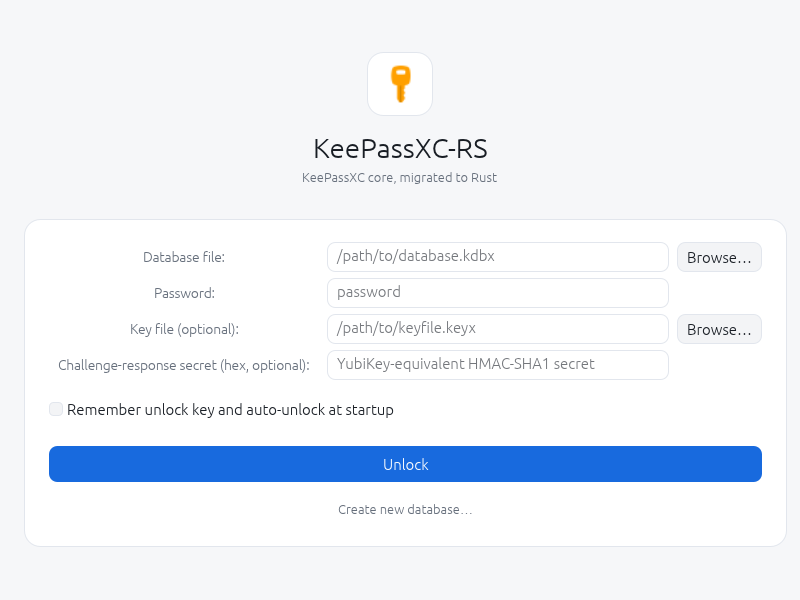 KeePassXC-RS
KeePassXC core, migrated to Rust
Database file: /path/to/database.kdbx Browse...
Password: password
Key file (optional): /path/to/keyfile.keyx Browse...
Challenge-response secret (hex, optional): YubiKey-equivalent HMAC-SHA1 secret
Remember unlock key and auto-unlock at startup
Unlock
Create new database...